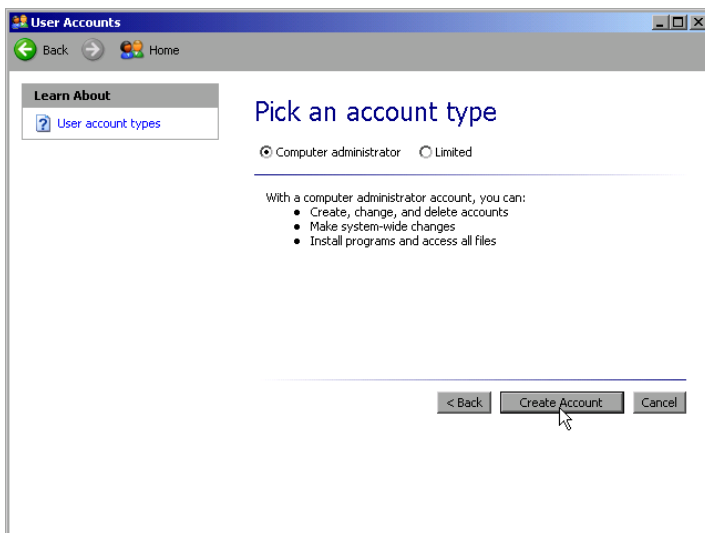 User Accounts
Back Home
Learn About
User account types
Pick an account type
Computer administrator Limited
With a computer administrator account, you can:
• Create, change, and delete accounts
• Make system-wide changes
• Install programs and access all files
< Back Create Account Cancel